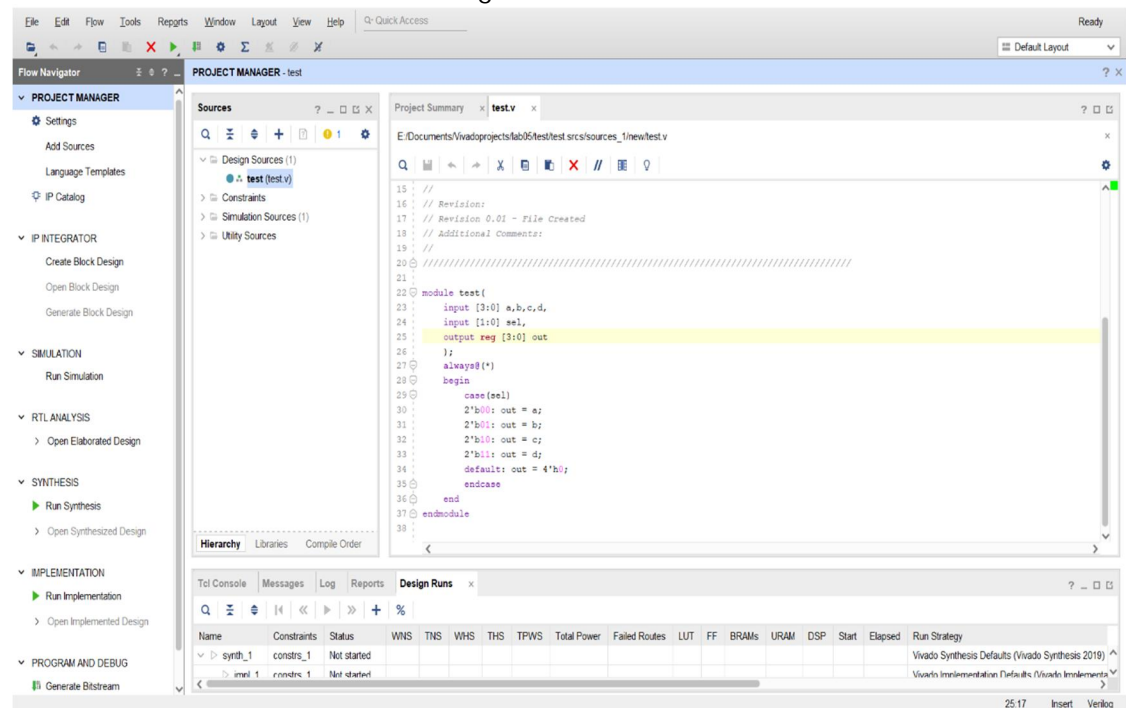 File Edit Flow Tools Reports Window Layout View Help Q- Quick Access Ready
Default Layout
Flow Navigator
PROJECT MANAGER
Settings
Add Sources
Language Templates
IP Catalog
IP INTEGRATOR
Create Block Design
Open Block Design
Generate Block Design
SIMULATION
Run Simulation
RTL ANALYSIS
Open Elaborated Design
SYNTHESIS
Run Synthesis
Open Synthesized Design
IMPLEMENTATION
Run Implementation
Open Implemented Design
PROGRAM AND DEBUG
Generate Bitstream
PROJECT MANAGER - test
Sources
1
Design Sources (1)
test (test.v)
Constraints
Simulation Sources (1)
Utility Sources
Hierarchy Libraries Compile Order
Project Summary test.v
E:/Documents/Vivadoprojects/lab05/test/test.srcs/sources_1/new/test.v
15 //
16 // Revision:
17 // Revision 0.01 - File Created
18 // Additional Comments:
19 //
20 //////////////////////////////////////////////////////////////////////////////////
21
22 module test(
23 input [3:0] a,b,c,d,
24 input [1:0] sel,
25 output reg [3:0] out
26 );
27 always@(*)
28 begin
29 case(sel)
30 2'b00: out = a;
31 2'b01: out = b;
32 2'b10: out = c;
33 2'b11: out = d;
34 default: out = 4'h0;
35 endcase
36 end
37 endmodule
38
Tcl Console Messages Log Reports Design Runs
Name Constraints Status WNS TNS WHS THS TPWS Total Power Failed Routes LUT FF BRAMs URAM DSP Start Elapsed Run Strategy
synth_1 constrs_1 Not started Vivado Synthesis Defaults (Vivado Synthesis 2019)
impl_1 constrs_1 Not started Vivado Implementation Defaults (Vivado Implementa
25:17 Insert Verilog